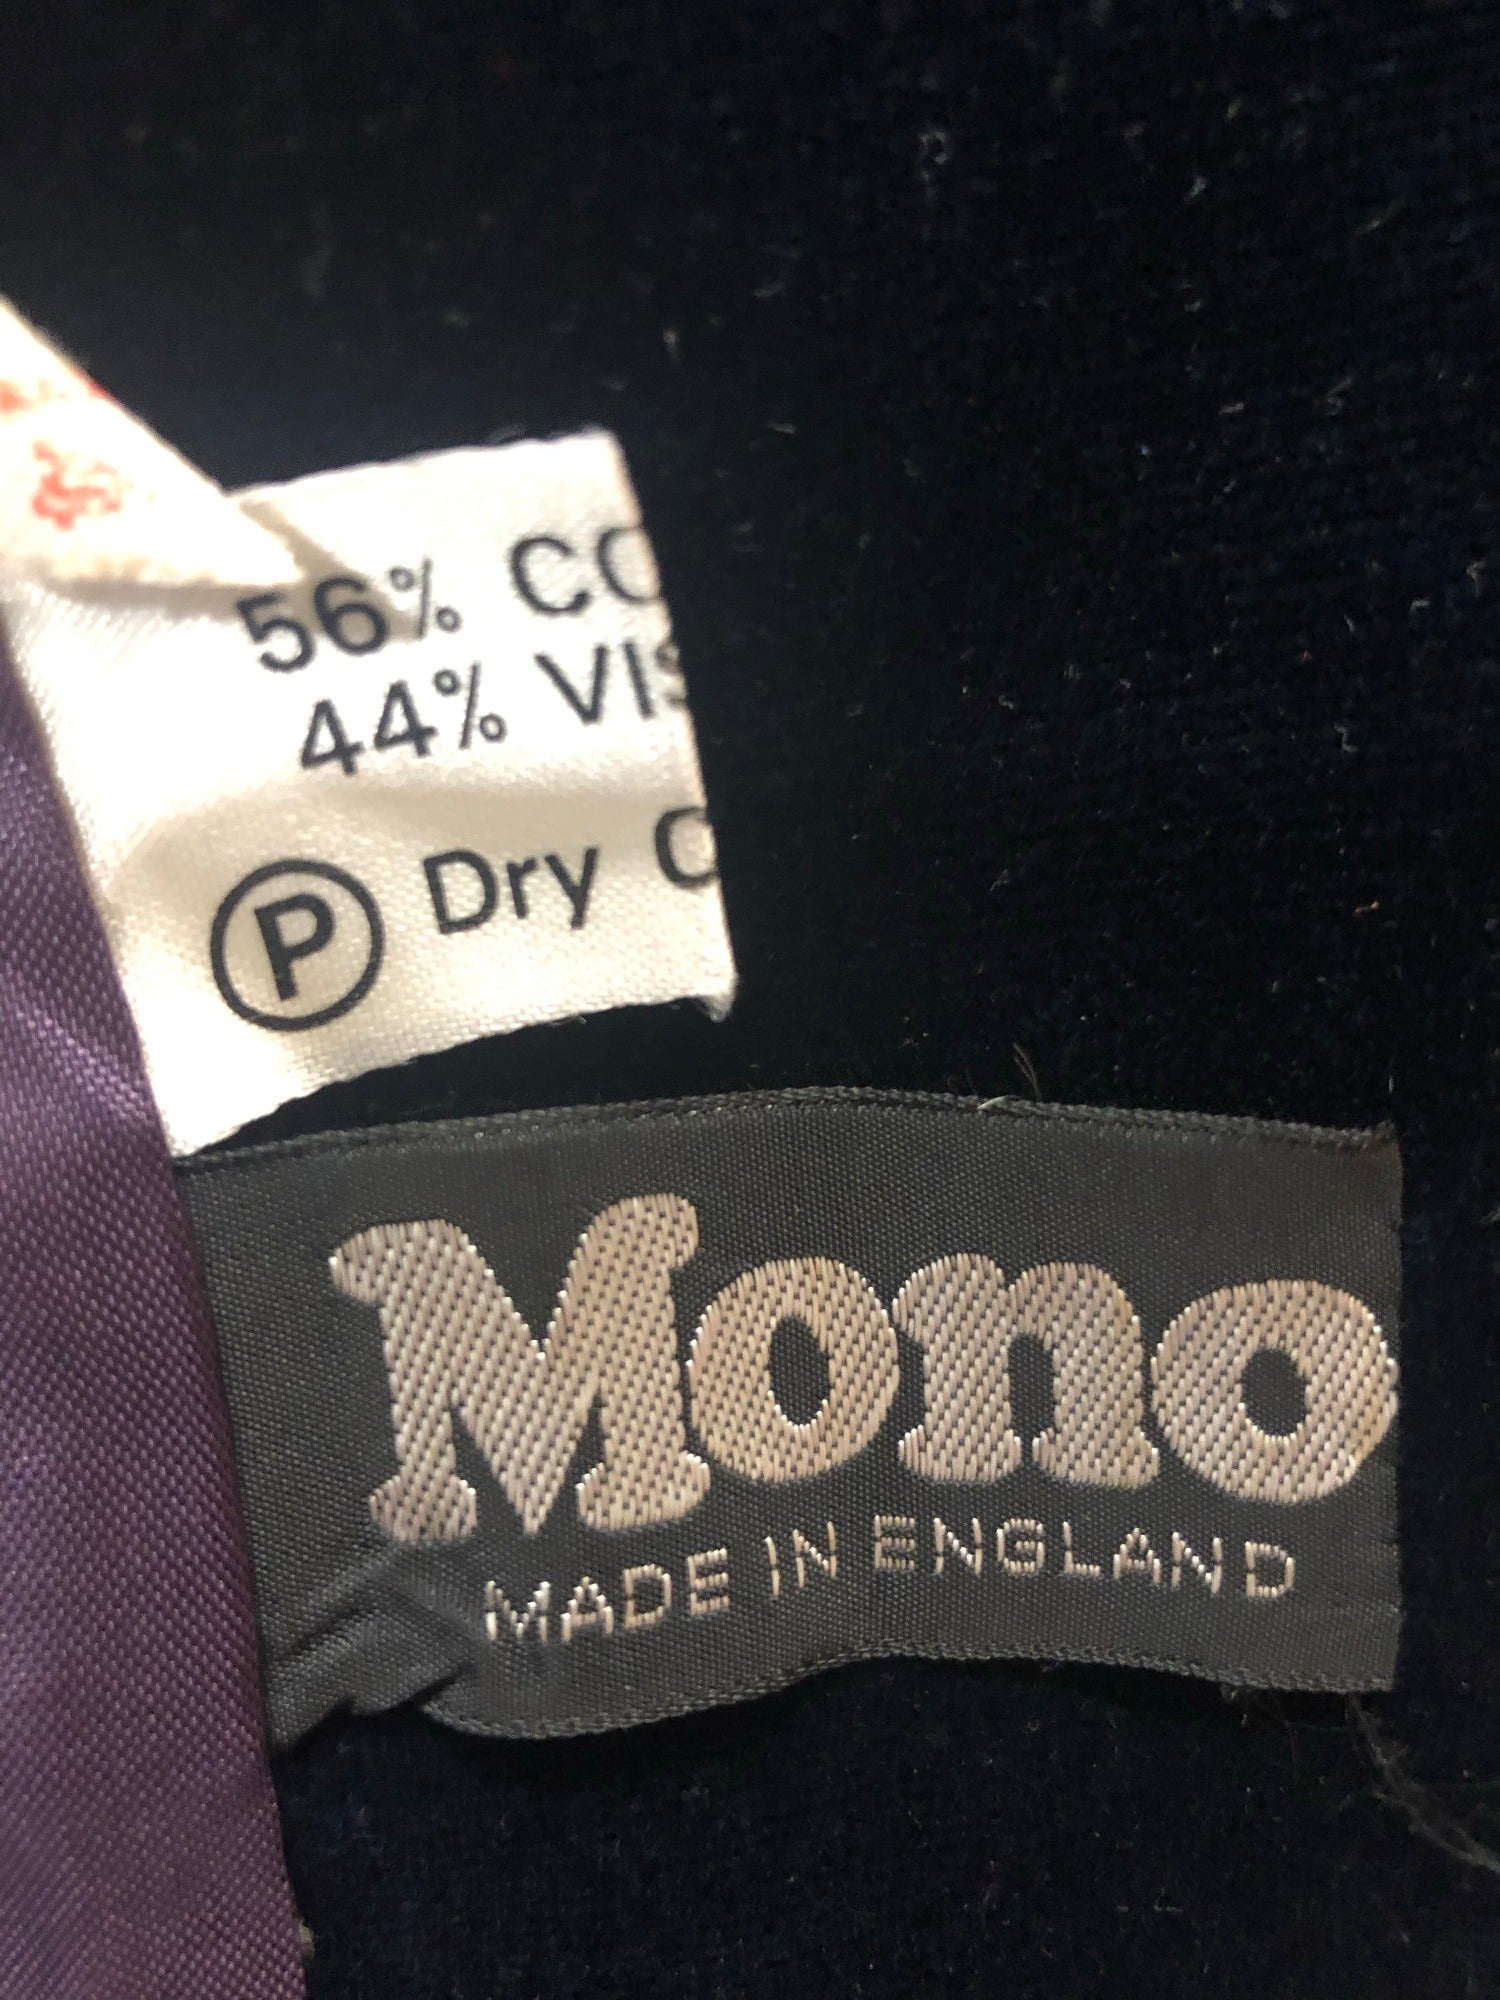 56% CO
44% VIS
P Dry C
Mono
MADE IN ENGLAND